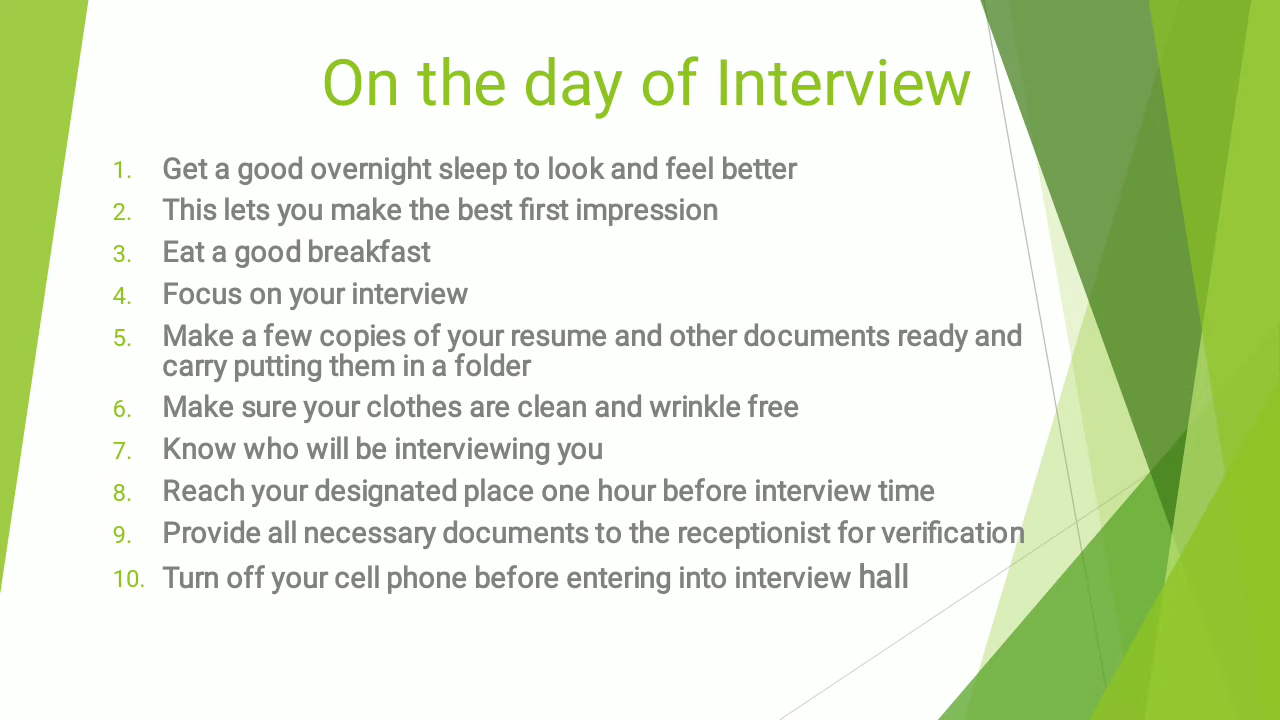 On the day of Interview
1. Get a good overnight sleep to look and feel better
2. This lets you make the best first impression
3. Eat a good breakfast
4. Focus on your interview
5. Make a few copies of your resume and other documents ready and
carry putting them in a folder
6. Make sure your clothes are clean and wrinkle free
7. Know who will be interviewing you
8. Reach your designated place one hour before interview time
9. Provide all necessary documents to the receptionist for verification
10. Turn off your cell phone before entering into interview hall